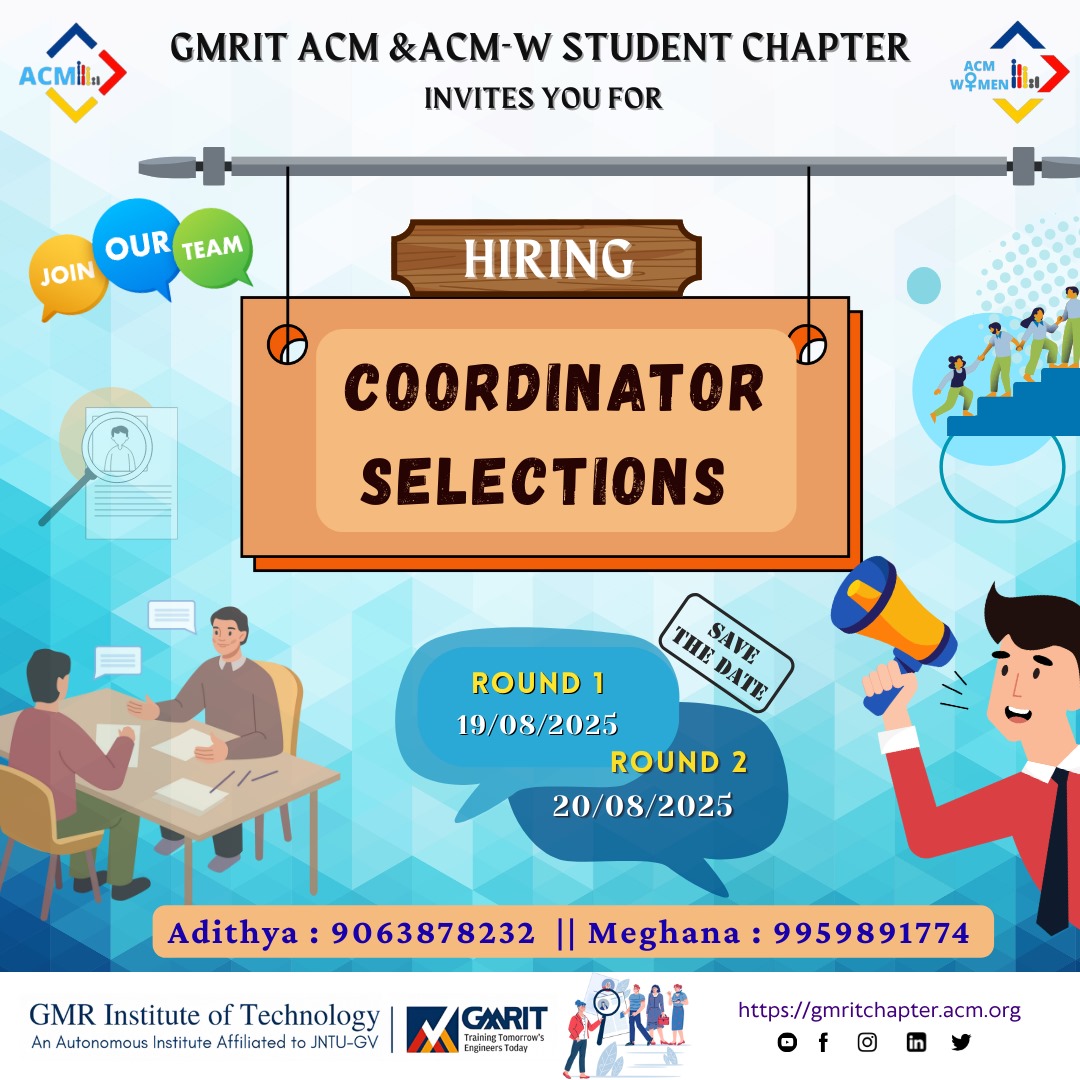 GMRIT ACM &ACM-W STUDENT CHAPTER
INVITES YOU FOR
ACM
ACM
WOMEN
JOIN
OUR
TEAM
HIRING
COORDINATOR
SELECTIONS
SAVE
THE DATE
ROUND 1
19/08/2025
ROUND 2
20/08/2025
Adithya : 9063878232 || Meghana : 9959891774
GMR Institute of Technology
An Autonomous Institute Affiliated to JNTU-GV
GMRIT
Training Tomorrow's
Engineers Today
https://gmritchapter.acm.org